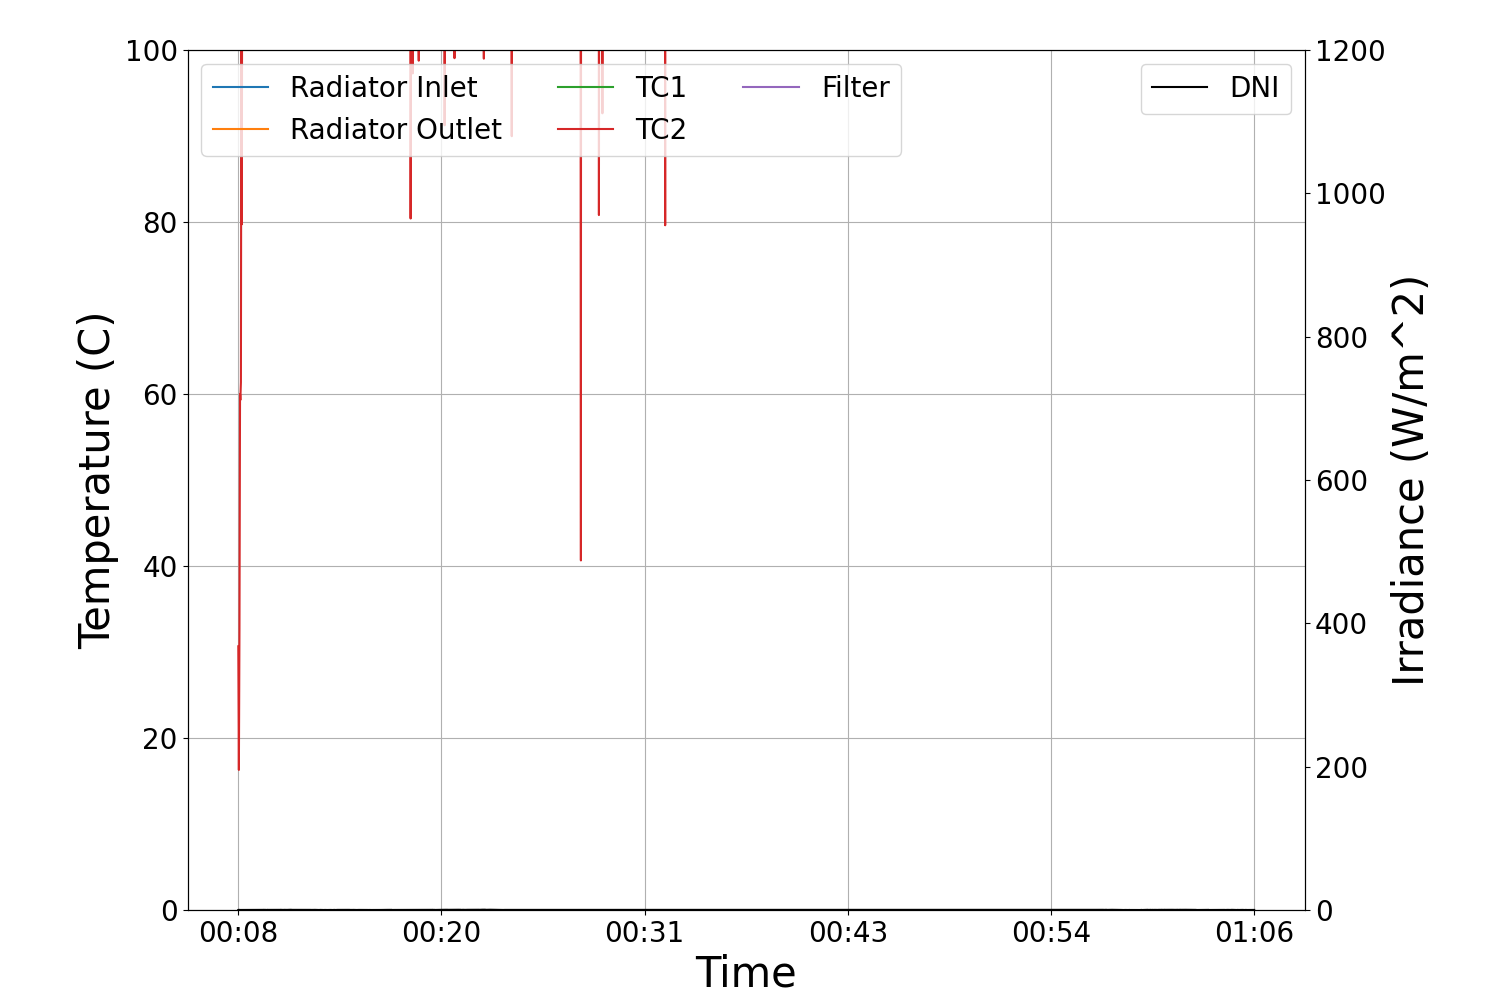 100
80
60
40
20
0
Temperature (C)
Radiator Inlet
Radiator Outlet
TC1
TC2
Filter
DNI
1200
1000
800
600
400
200
0
Irradiance (W/m^2)
00:08 00:20 00:31 00:43 00:54 01:06
Time